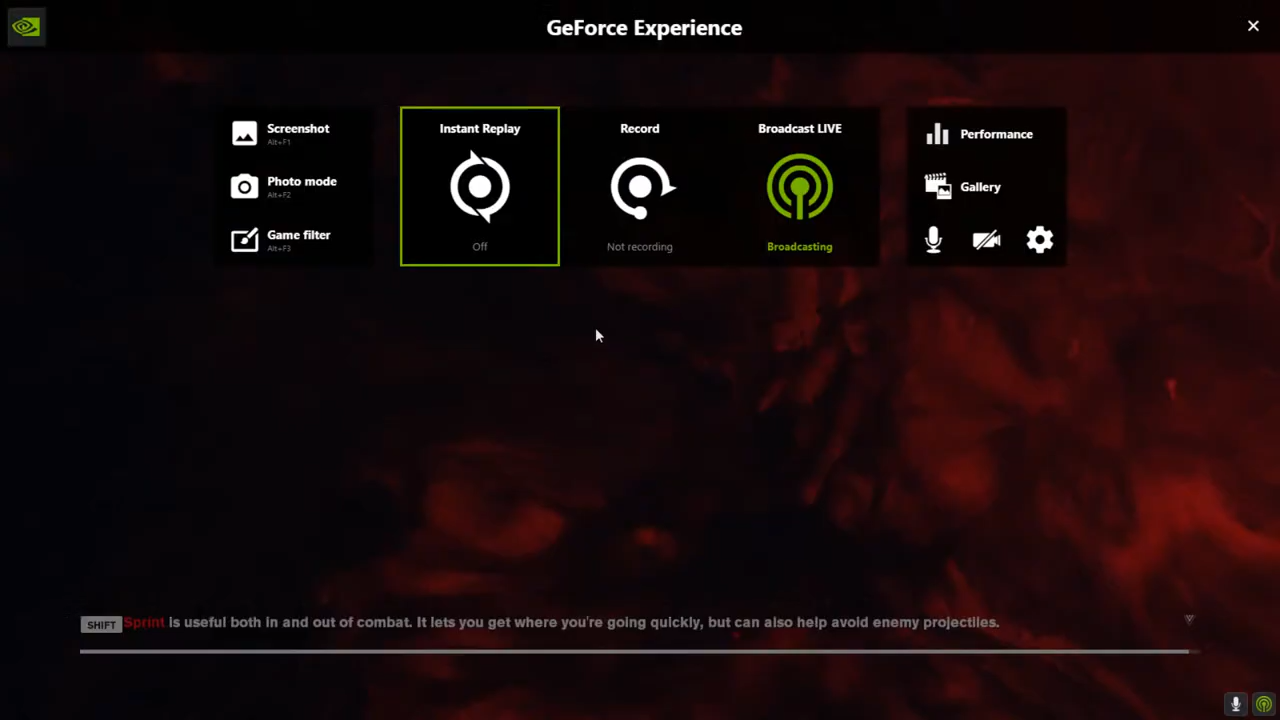 GeForce Experience
Screenshot
Alt+F1
Photo mode
Alt+F2
Game filter
Alt+F3
Instant Replay
Off
Record
Not recording
Broadcast LIVE
Broadcasting
Performance
Gallery
SHIFT Sprint is useful both in and out of combat. It lets you get where you're going quickly, but can also help avoid enemy projectiles.